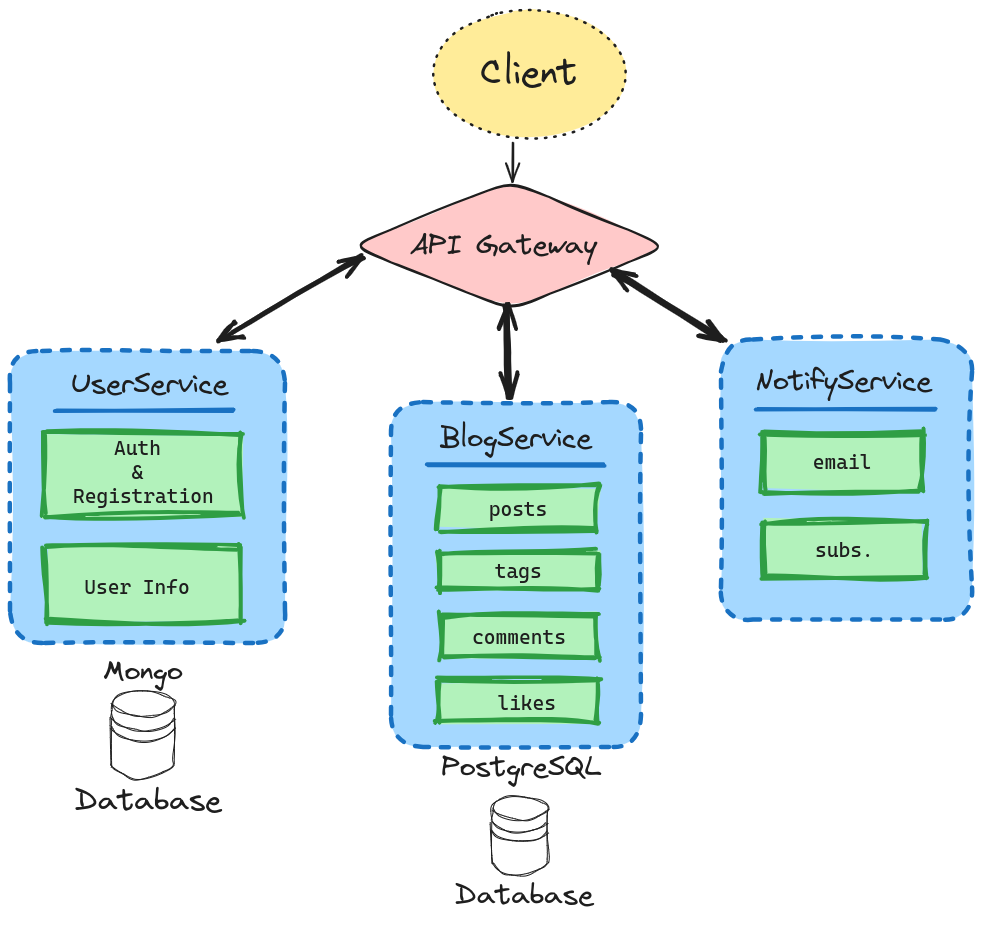 Client
API Gateway
UserService
Auth
&
Registration
User Info
Mongo
Database
BlogService
posts
tags
comments
likes
PostgreSQL
Database
NotifyService
email
subs.